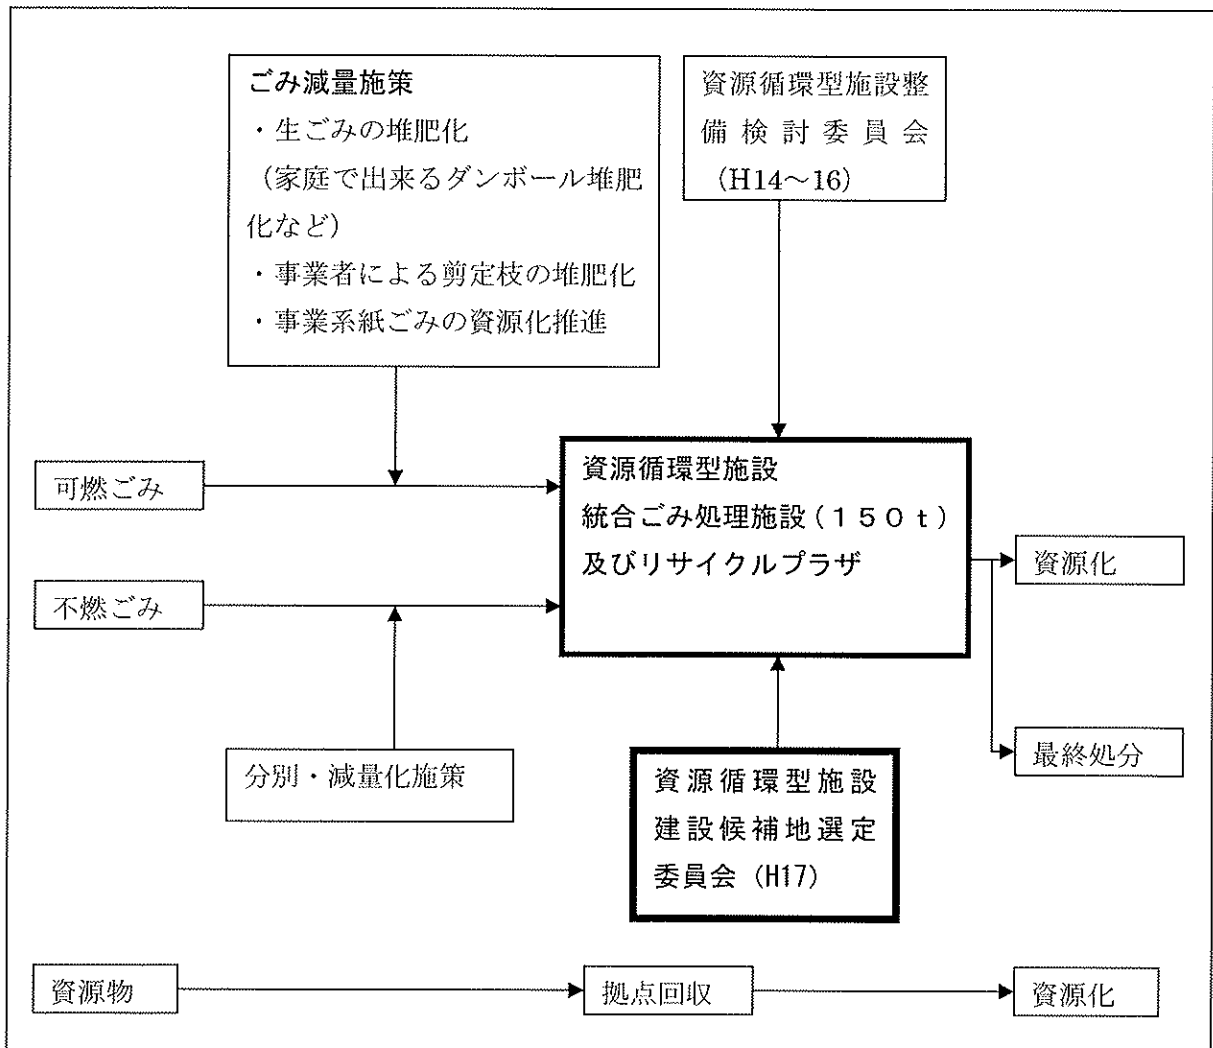 ごみ減量施策
・生ごみの堆肥化
（家庭で出来るダンボール堆肥
化など）
・事業者による剪定枝の堆肥化
・事業系紙ごみの資源化推進
資源循環型施設整
備検討委員会
（H14～16）
可燃ごみ
不燃ごみ
資源循環型施設
統合ごみ処理施設（１５０ｔ）
及びリサイクルプラザ
資源化
最終処分
分別・減量化施策
資源循環型施設
建設候補地選定
委員会（H17）
資源物
拠点回収
資源化